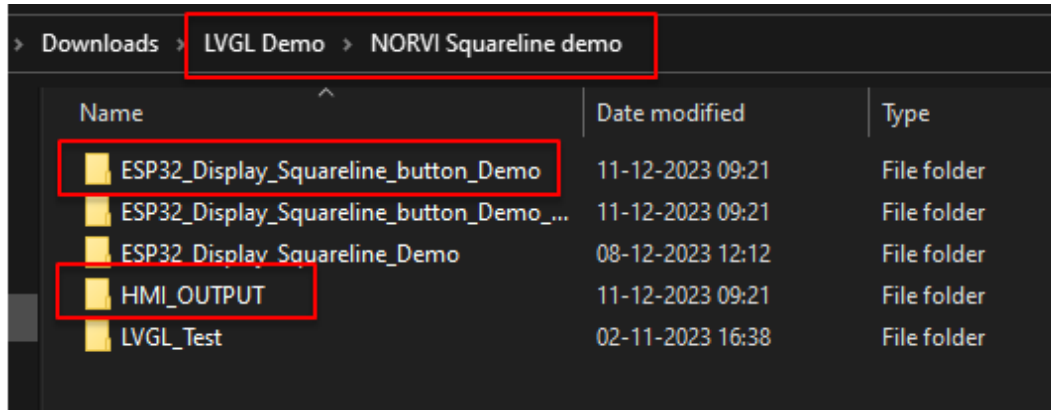 > Downloads > LVGL Demo > NORVI Squareline demo
Name Date modified Type
ESP32_Display_Squareline_button_Demo 11-12-2023 09:21 File folder
ESP32_Display_Squareline_button_Demo_... 11-12-2023 09:21 File folder
ESP32_Display_Squareline_Demo 08-12-2023 12:12 File folder
HMI_OUTPUT 11-12-2023 09:21 File folder
LVGL_Test 02-11-2023 16:38 File folder